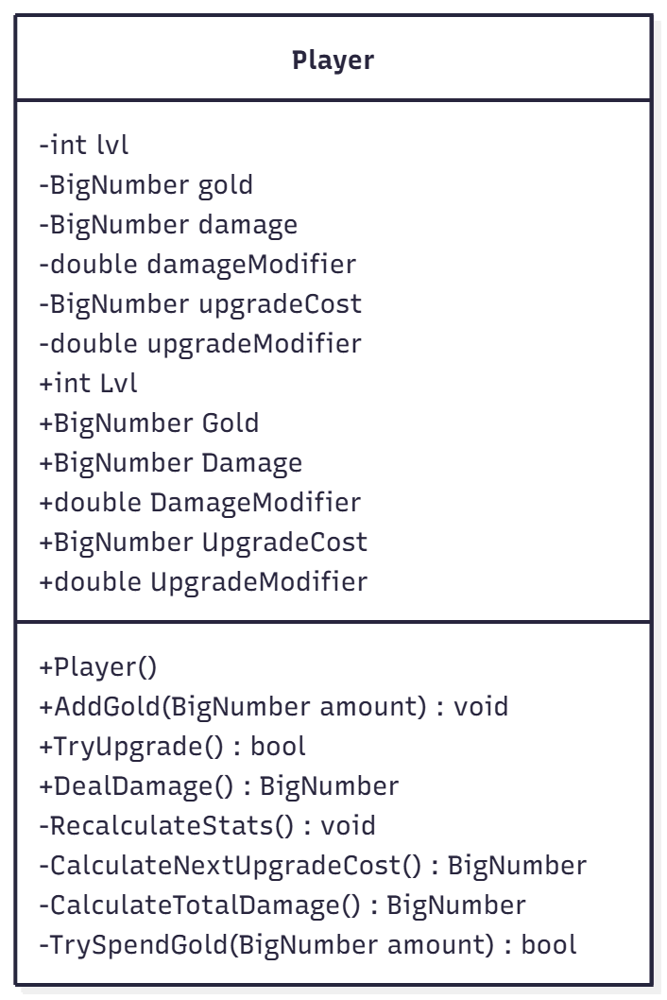 Player
-int lvl
-BigNumber gold
-BigNumber damage
-double damageModifier
-BigNumber upgradeCost
-double upgradeModifier
+int Lvl
+BigNumber Gold
+BigNumber Damage
+double DamageModifier
+BigNumber UpgradeCost
+double UpgradeModifier
+Player()
+AddGold(BigNumber amount) : void
+TryUpgrade() : bool
+DealDamage() : BigNumber
-RecalculateStats() : void
-CalculateNextUpgradeCost() : BigNumber
-CalculateTotalDamage() : BigNumber
-TrySpendGold(BigNumber amount) : bool